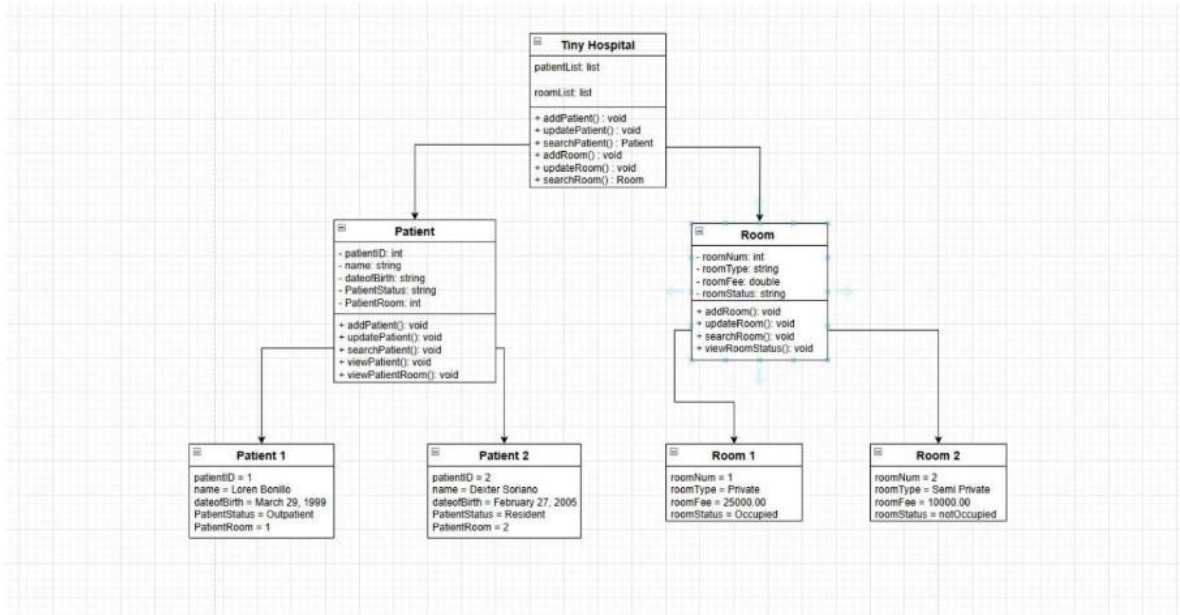 Tiny Hospital
patientList: list
roomList: list
+ addPatient() : void
+ updatePatient() : void
+ searchPatient() : Patient
+ addRoom() : void
+ updateRoom() : void
+ searchRoom() : Room
Patient
- patientID: int
- name: string
- dateofBirth: string
- PatientStatus: string
- PatientRoom: int
+ addPatient(): void
+ updatePatient(): void
+ searchPatient(): void
+ viewPatient(): void
+ viewPatientRoom(): void
Room
- roomNum: int
- roomType: string
- roomFee: double
- roomStatus: string
+ addRoom(): void
+ updateRoom(): void
+ searchRoom(): void
+ viewRoomStatus(): void
Patient 1
patientID = 1
name = Loren Bonillo
dateofBirth = March 29, 1999
PatientStatus = Outpatient
PatientRoom = 1
Patient 2
patientID = 2
name = Dexter Soriano
dateofBirth = February 27, 2005
PatientStatus = Resident
PatientRoom = 2
Room 1
roomNum = 1
roomType = Private
roomFee = 25000.00
roomStatus = Occupied
Room 2
roomNum = 2
roomType = Semi Private
roomFee = 10000.00
roomStatus = notOccupied